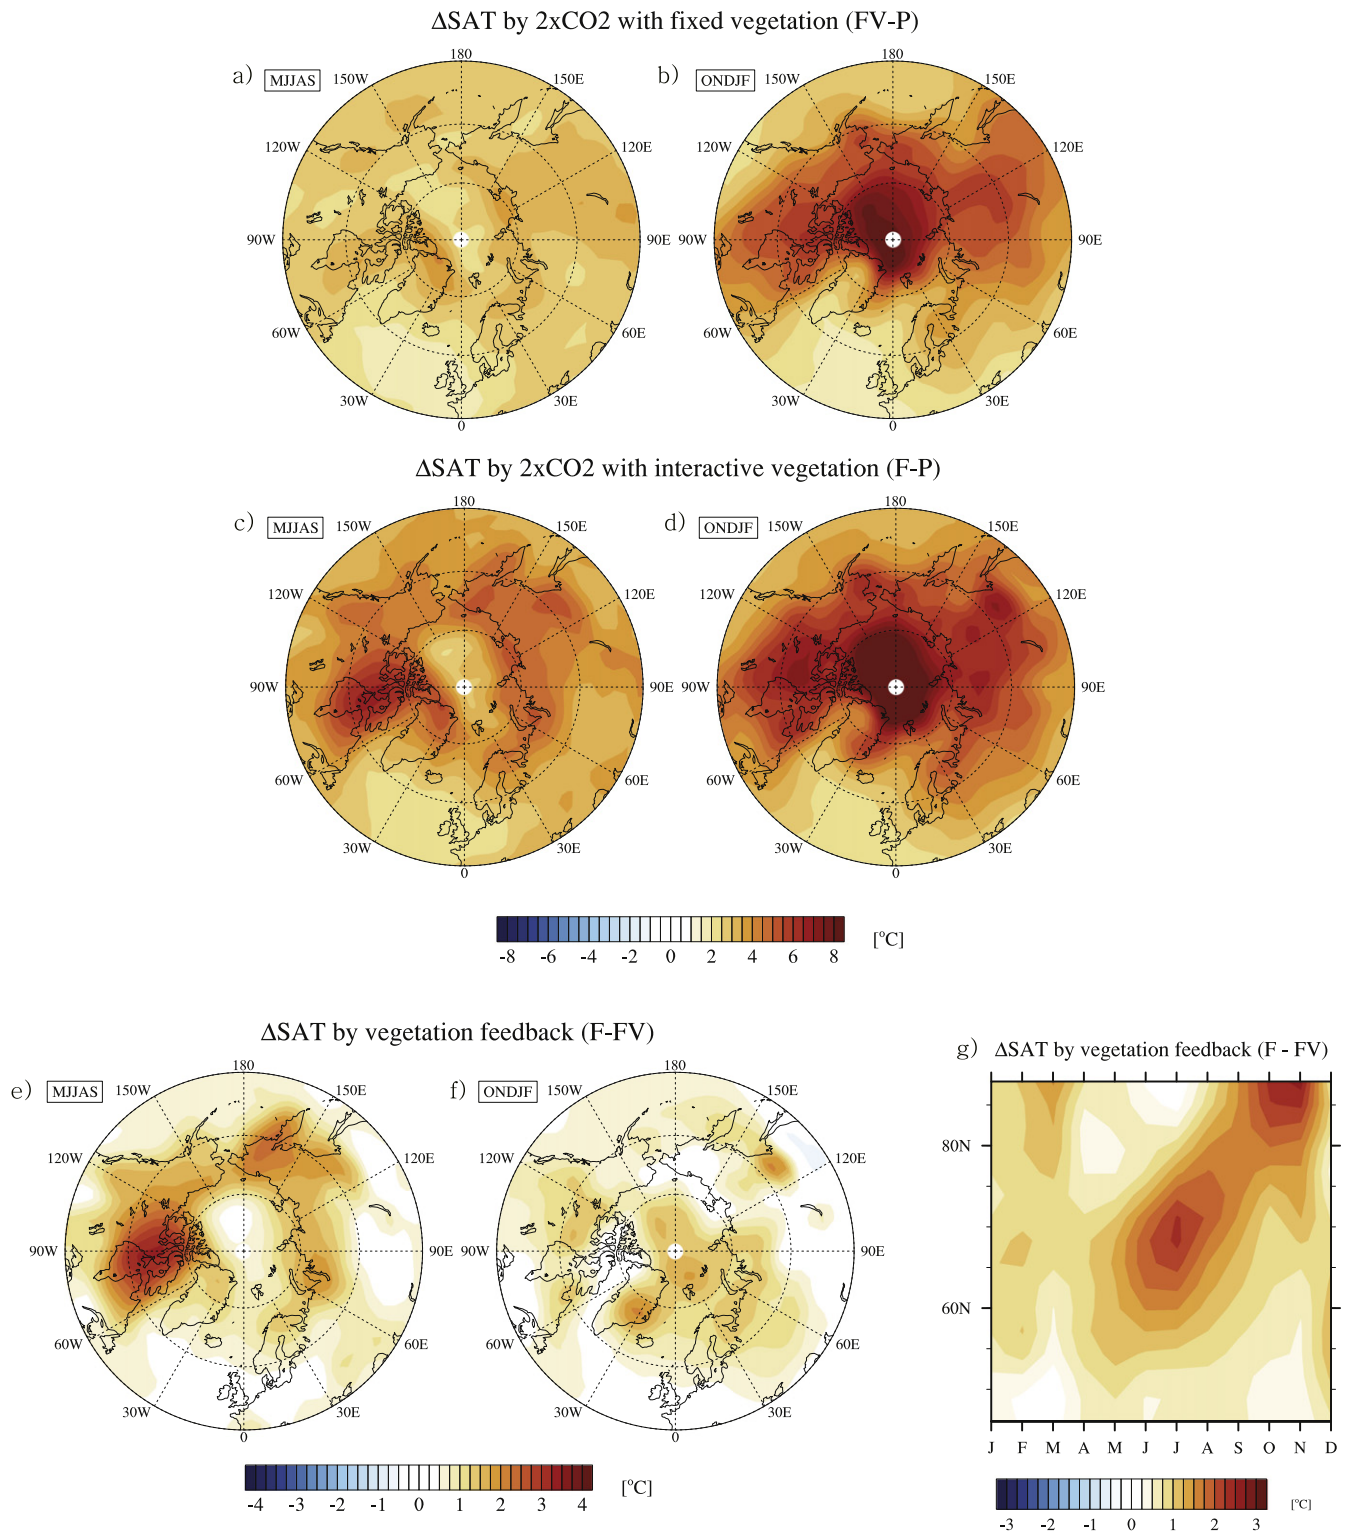 ΔSAT by 2xCO2 with fixed vegetation (FV-P)
a) MJJAS
180
150W 150E
120W 120E
90W 90E
60W 60E
30W 30E
0
b) ONDJF
180
150W 150E
120W 120E
90W 90E
60W 60E
30W 30E
0
ΔSAT by 2xCO2 with interactive vegetation (F-P)
c) MJJAS
180
150W 150E
120W 120E
90W 90E
60W 60E
30W 30E
0
d) ONDJF
180
150W 150E
120W 120E
90W 90E
60W 60E
30W 30E
0
-8 -6 -4 -2 0 2 4 6 8 [°C]
ΔSAT by vegetation feedback (F-FV)
e) MJJAS
180
150W 150E
120W 120E
90W 90E
60W 60E
30W 30E
0
f) ONDJF
180
150W 150E
120W 120E
90W 90E
60W 60E
30W 30E
0
-4 -3 -2 -1 0 1 2 3 4 [°C]
g) ΔSAT by vegetation feedback (F - FV)
80N
60N
J F M A M J J A S O N D
-3 -2 -1 0 1 2 3 [°C]